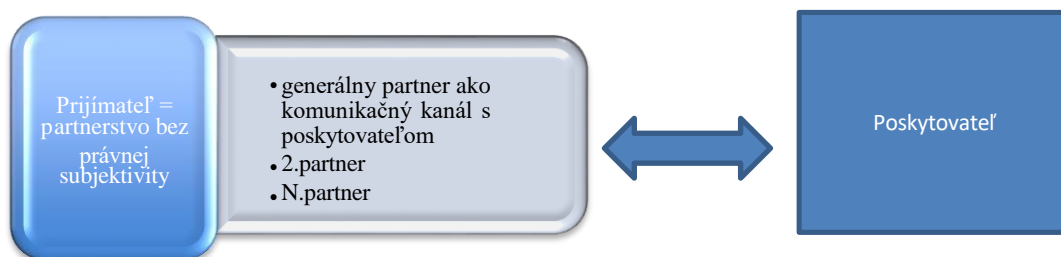 Prijímateľ =
partnerstvo bez
právnej
subjektivity
• generálny partner ako
komunikačný kanál s
poskytovateľom
• 2.partner
• N.partner
Poskytovateľ